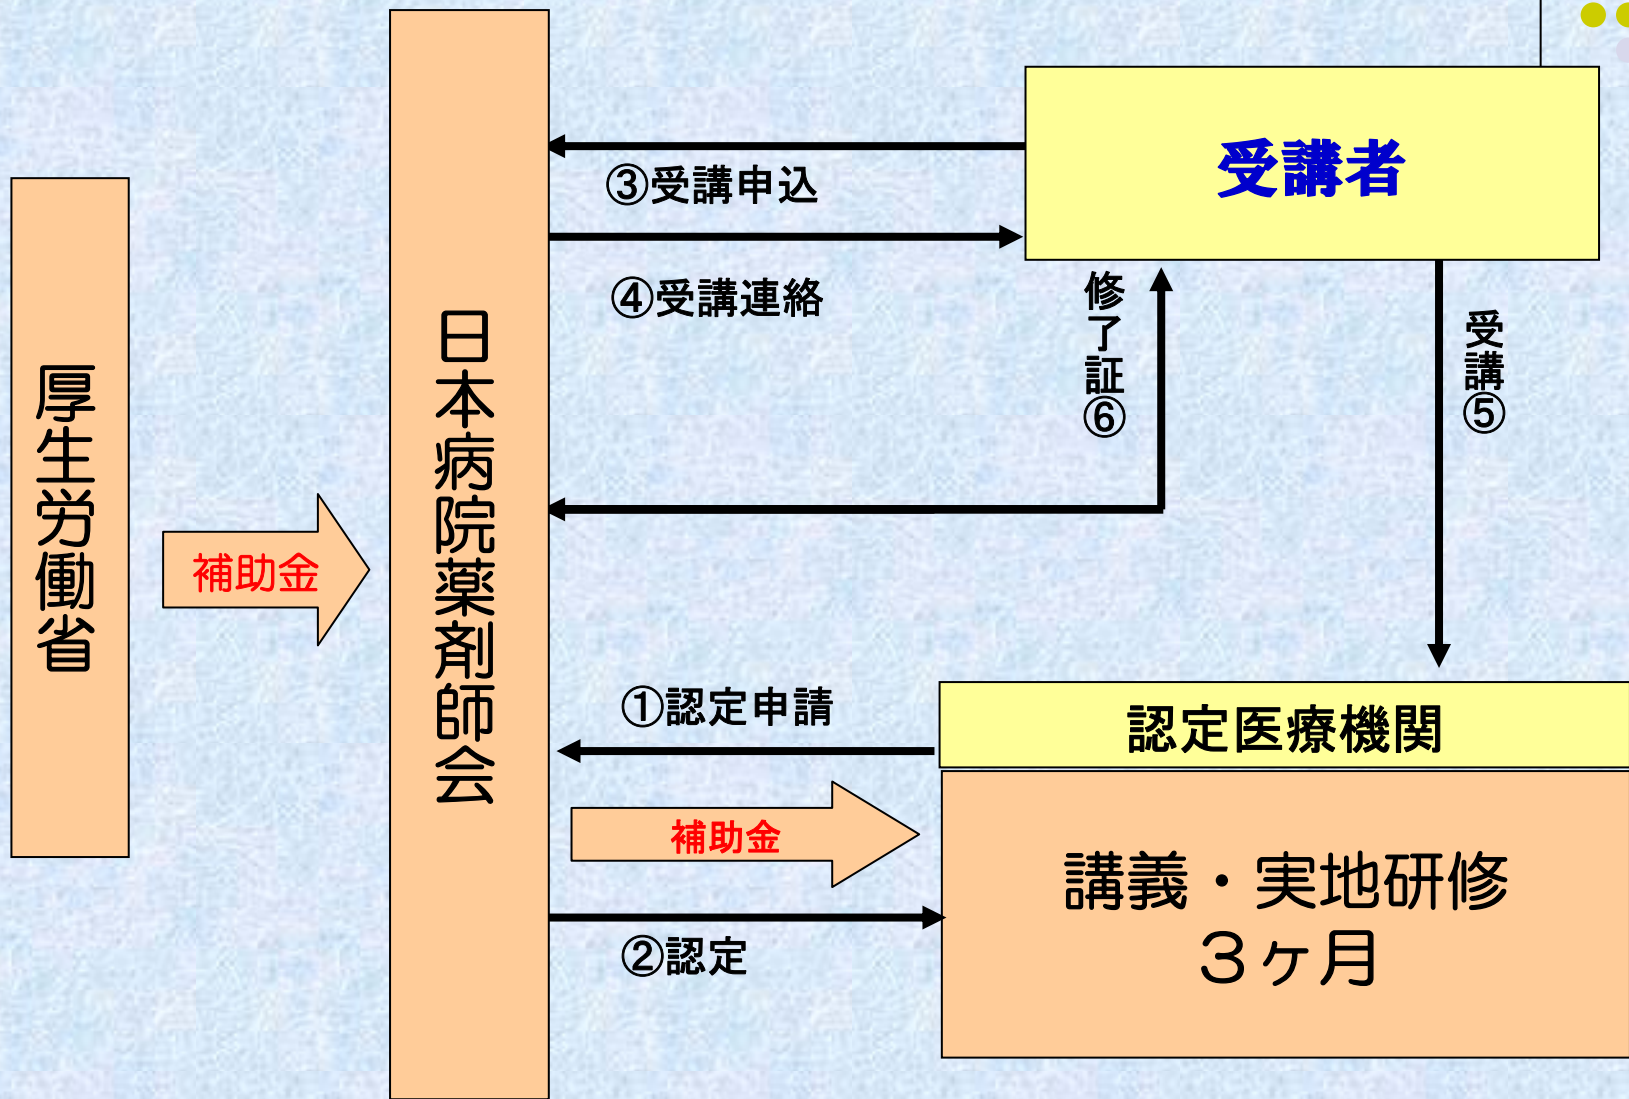 厚生労働省
補助金
日本病院薬剤師会
受講者
③受講申込
④受講連絡
修了証⑥
受講⑤
①認定申請
補助金
②認定
認定医療機関
講義・実地研修
３ヶ月